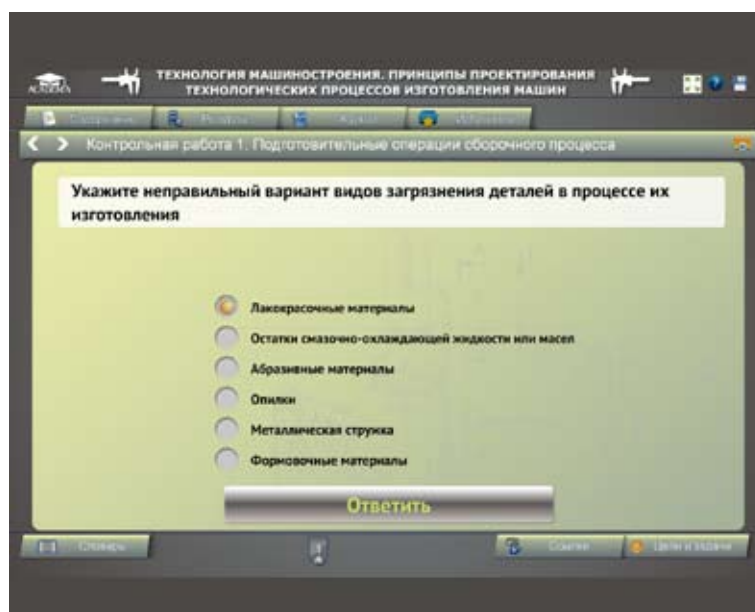 ТЕХНОЛОГИЯ МАШИНОСТРОЕНИЯ. ПРИНЦИПЫ ПРОЕКТИРОВАНИЯ
ТЕХНОЛОГИЧЕСКИХ ПРОЦЕССОВ ИЗГОТОВЛЕНИЯ МАШИН
ACADEMIA
Контрольная работа 1. Подготовительные операции сборочного процесса
Укажите неправильный вариант видов загрязнения деталей в процессе их
изготовления
Лакокрасочные материалы
Остатки смазочно-охлаждающей жидкости или масел
Абразивные материалы
Опилки
Металлическая стружка
Формовочные материалы
Ответить
Словарь
Ссылки
Цели и задачи